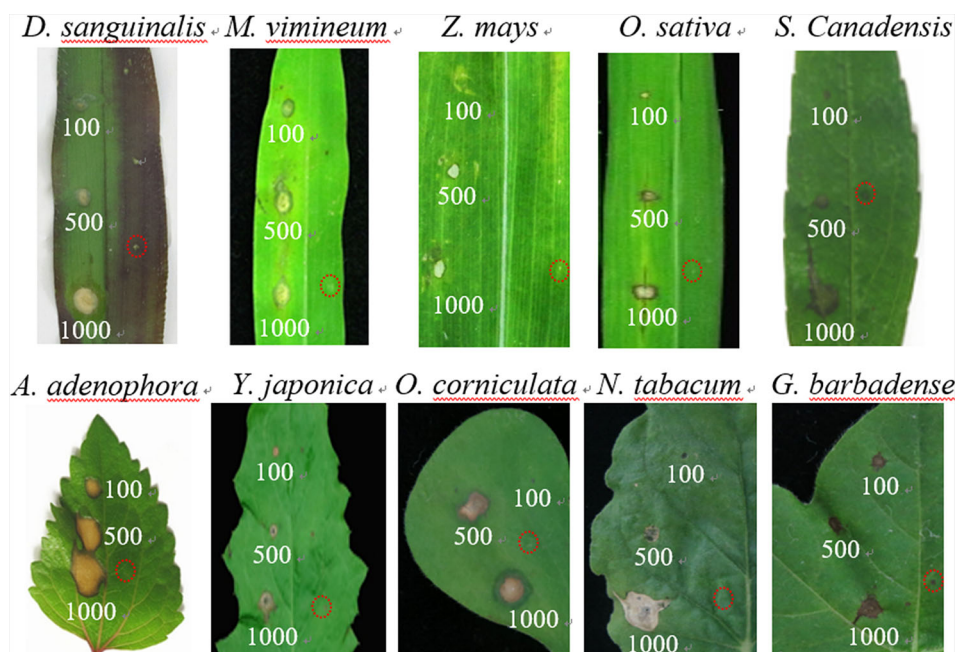 D. sanguinalis M. vimineum Z. mays O. sativa S. Canadensis
100 100 100 100 100
500 500 500 500 500
1000 1000 1000 1000 1000
A. adenophora Y. japonica O. corniculata N. tabacum G. barbadense
100 100 100 100 100
500 500 500 500 500
1000 1000 1000 1000